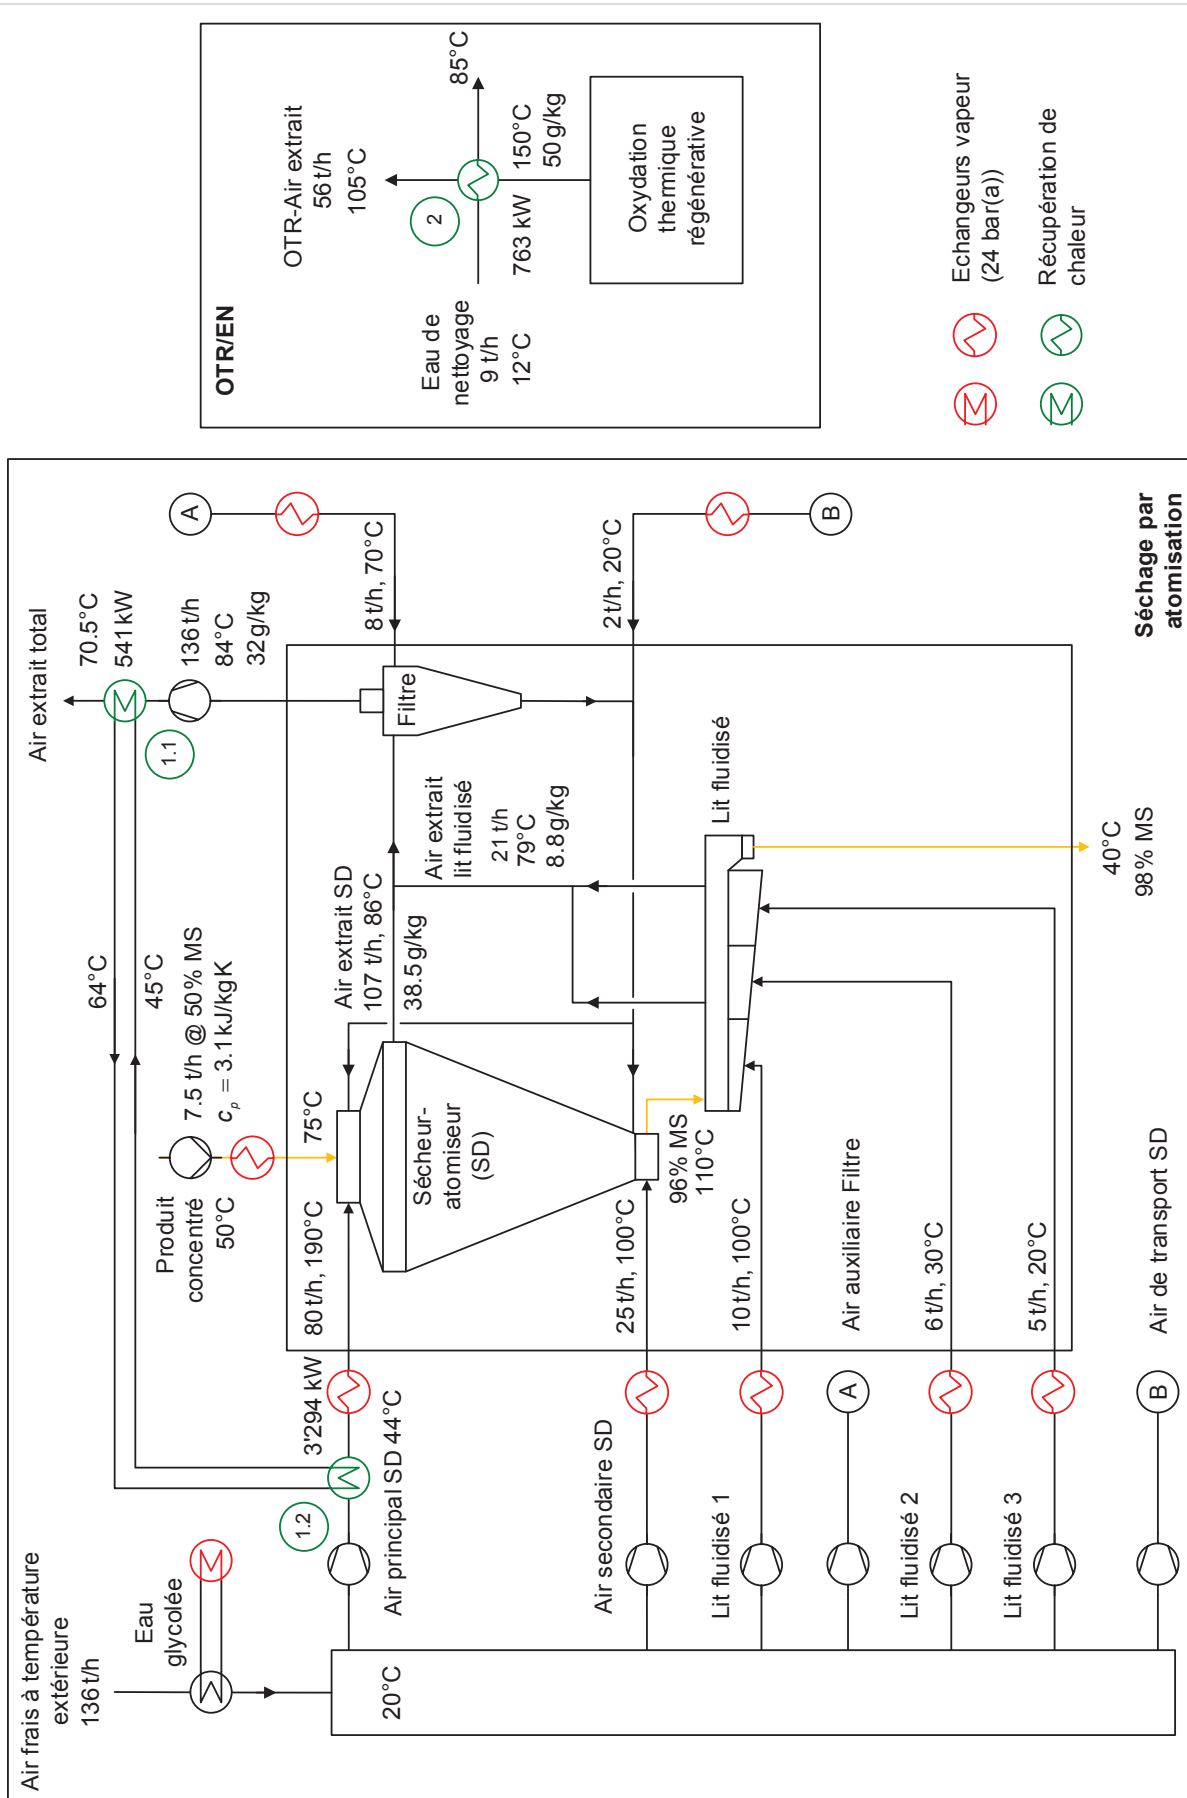 Air frais à température
extérieure
136 t/h
Eau
glycolée
20°C
1.2
Air principal SD 44°C
3'294 kW
80 t/h, 190°C
64°C
45°C
Produit
concentré
50°C
7.5 t/h @ 50% MS
cp = 3.1 kJ/kgK
75°C
Sécheur-
atomiseur
(SD)
Air extrait SD
107 t/h, 86°C
38.5 g/kg
Air extrait total
70.5°C
541 kW
1.1
136 t/h
84°C
32 g/kg
Filtre
A
8 t/h, 70°C
Air extrait
lit fluidisé
21 t/h
79°C
8.8 g/kg
2 t/h, 20°C
B
Air secondaire SD
25 t/h, 100°C
96% MS
110°C
Lit fluidisé
Lit fluidisé 1
10 t/h, 100°C
A
Air auxiliaire Filtre
Lit fluidisé 2
6 t/h, 30°C
Lit fluidisé 3
5 t/h, 20°C
B
Air de transport SD
40°C
98% MS
Séchage par
atomisation
OTR/EN
OTR-Air extrait
56 t/h
105°C
2
85°C
Eau de
nettoyage
9 t/h
12°C
763 kW
150°C
50 g/kg
Oxydation
thermique
régénérative
Echangeurs vapeur
(24 bar(a))
Récupération de
chaleur